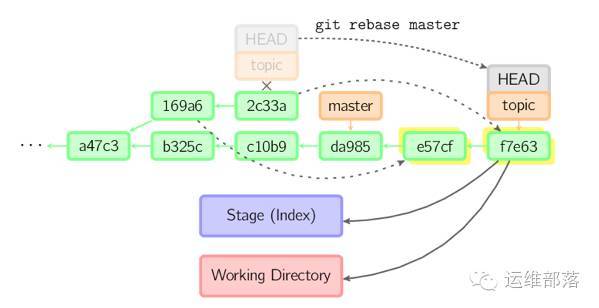 git rebase master
HEAD
topic
HEAD
topic
169a6
2c33a
master
...
a47c3
b325c
c10b9
da985
e57cf
f7e63
Stage (Index)
Working Directory
运维部落